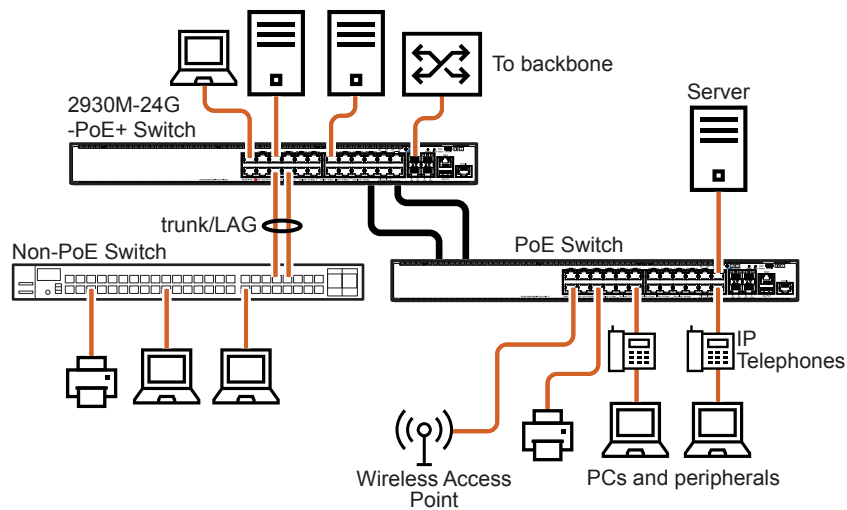 To backbone
2930M-24G
-PoE+ Switch
Server
trunk/LAG
Non-PoE Switch
PoE Switch
IP
Telephones
Wireless Access
Point
PCs and peripherals